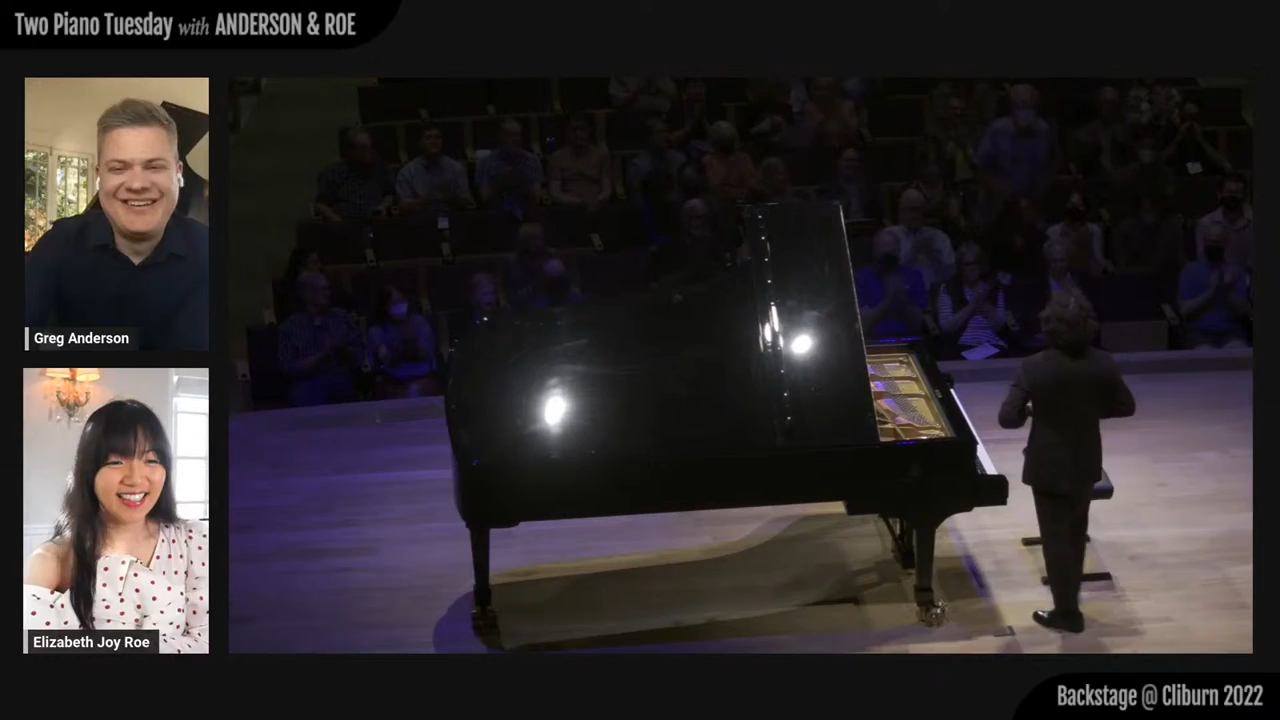 Two Piano Tuesday with ANDERSON & ROE
Greg Anderson
Elizabeth Joy Roe
Backstage @ Cliburn 2022